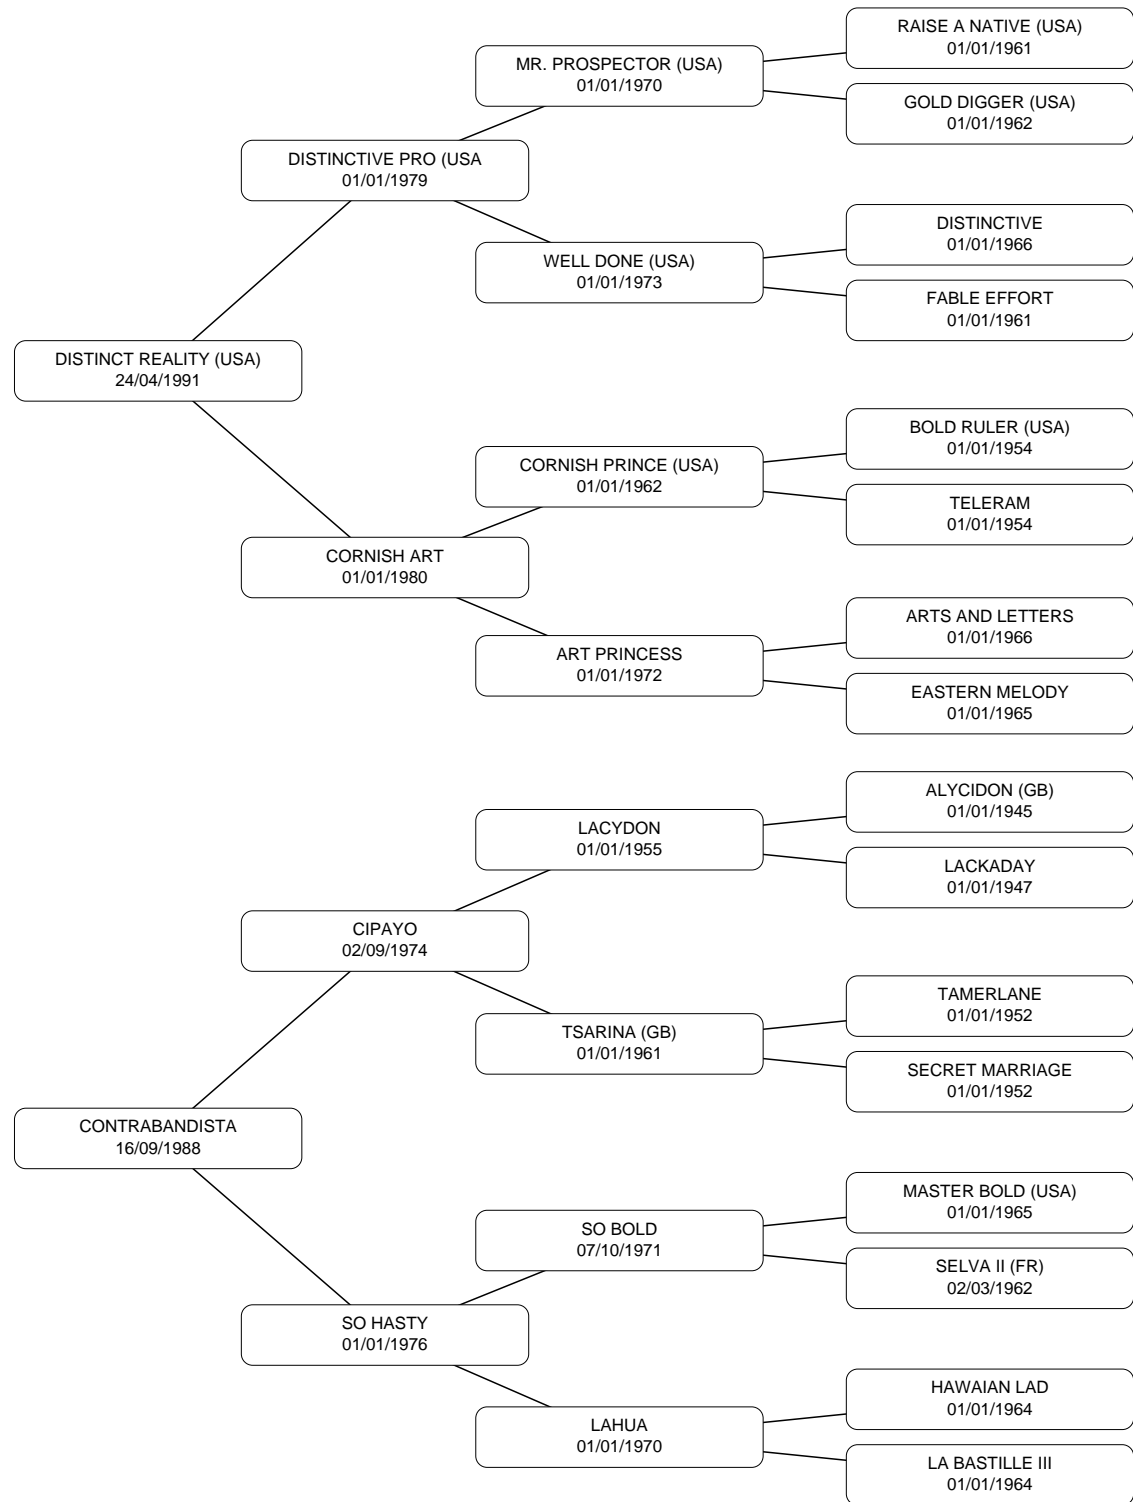 RAISE A NATIVE (USA)
01/01/1961
MR. PROSPECTOR (USA)
01/01/1970
GOLD DIGGER (USA)
01/01/1962
DISTINCTIVE PRO (USA
01/01/1979
DISTINCTIVE
01/01/1966
WELL DONE (USA)
01/01/1973
FABLE EFFORT
01/01/1961
DISTINCT REALITY (USA)
24/04/1991
BOLD RULER (USA)
01/01/1954
CORNISH PRINCE (USA)
01/01/1962
TELERAM
01/01/1954
CORNISH ART
01/01/1980
ARTS AND LETTERS
01/01/1966
ART PRINCESS
01/01/1972
EASTERN MELODY
01/01/1965
ALYCIDON (GB)
01/01/1945
LACYDON
01/01/1955
LACKADAY
01/01/1947
CIPAYO
02/09/1974
TAMERLANE
01/01/1952
TSARINA (GB)
01/01/1961
SECRET MARRIAGE
01/01/1952
CONTRABANDISTA
16/09/1988
MASTER BOLD (USA)
01/01/1965
SO BOLD
07/10/1971
SELVA II (FR)
02/03/1962
SO HASTY
01/01/1976
HAWAIAN LAD
01/01/1964
LAHUA
01/01/1970
LA BASTILLE III
01/01/1964